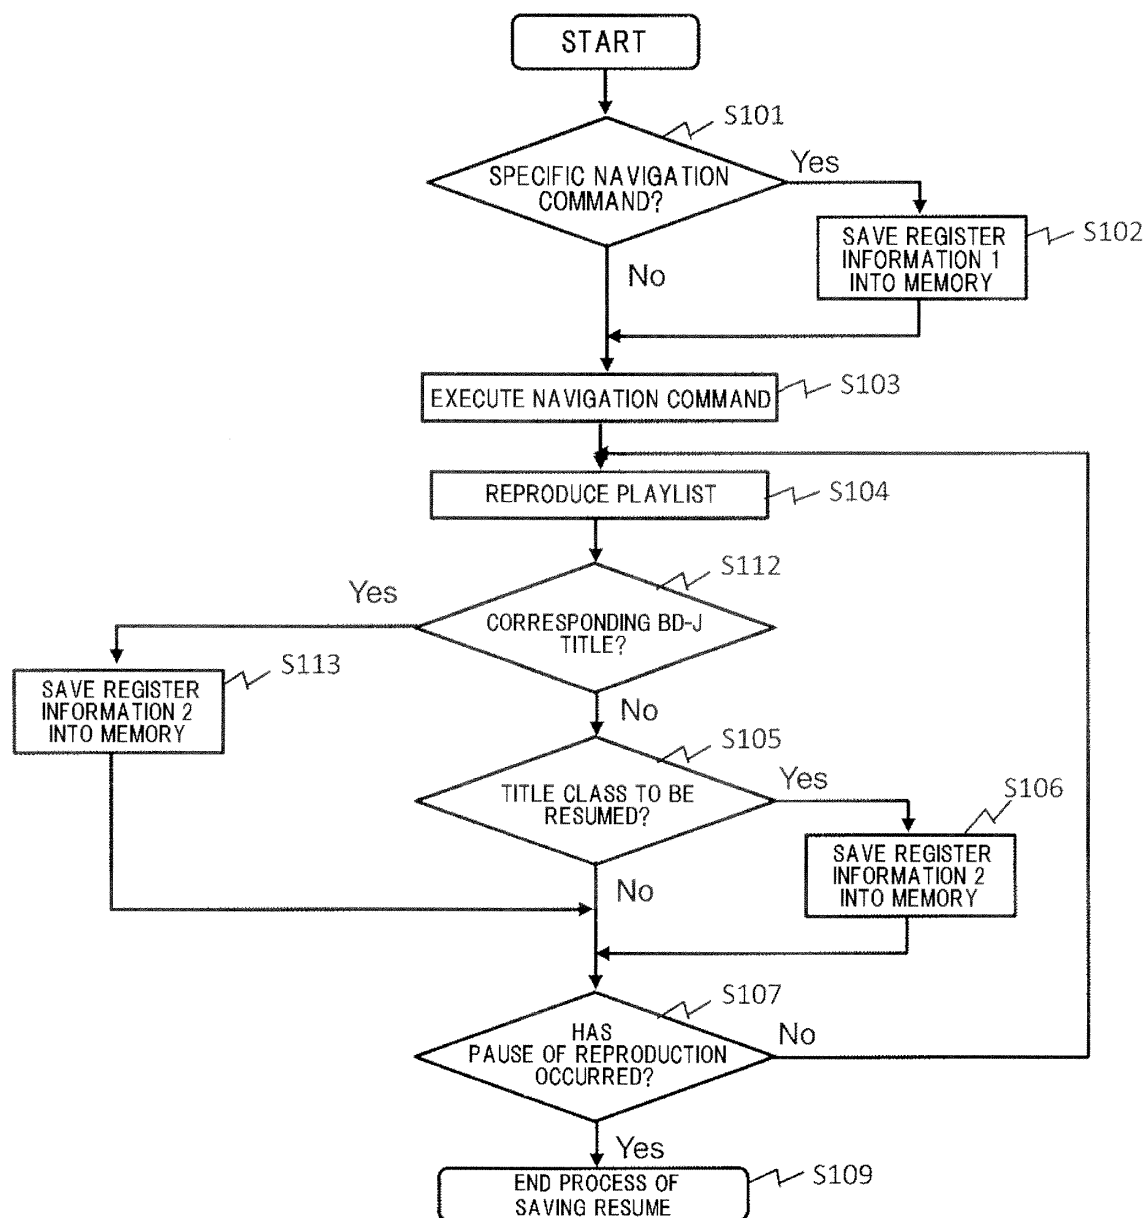 START
S101
SPECIFIC NAVIGATION
COMMAND?
Yes
SAVE REGISTER
INFORMATION 1
INTO MEMORY
S102
No
EXECUTE NAVIGATION COMMAND
S103
REPRODUCE PLAYLIST
S104
S112
Yes
CORRESPONDING BD-J
TITLE?
S113
SAVE REGISTER
INFORMATION 2
INTO MEMORY
No
S105
TITLE CLASS TO BE
RESUMED?
Yes
S106
SAVE REGISTER
INFORMATION 2
INTO MEMORY
No
S107
HAS
PAUSE OF REPRODUCTION
OCCURRED?
No
Yes
END PROCESS OF
SAVING RESUME
S109